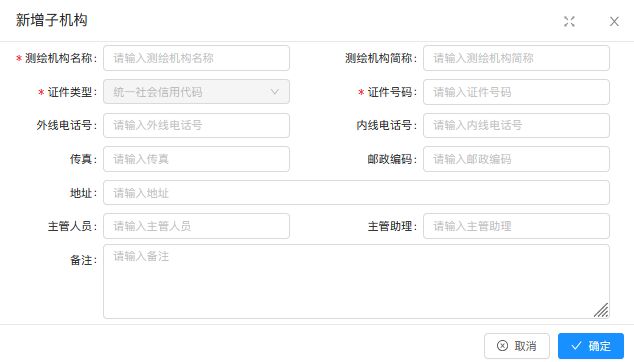 新增子机构
* 测绘机构名称: 请输入测绘机构名称 测绘机构简称: 请输入测绘机构简称
* 证件类型: 统一社会信用代码 * 证件号码: 请输入证件号码
外线电话号: 请输入外线电话号 内线电话号: 请输入内线电话号
传真: 请输入传真 邮政编码: 请输入邮政编码
地址: 请输入地址
主管人员: 请输入主管人员 主管助理: 请输入主管助理
备注: 请输入备注
取消 确定